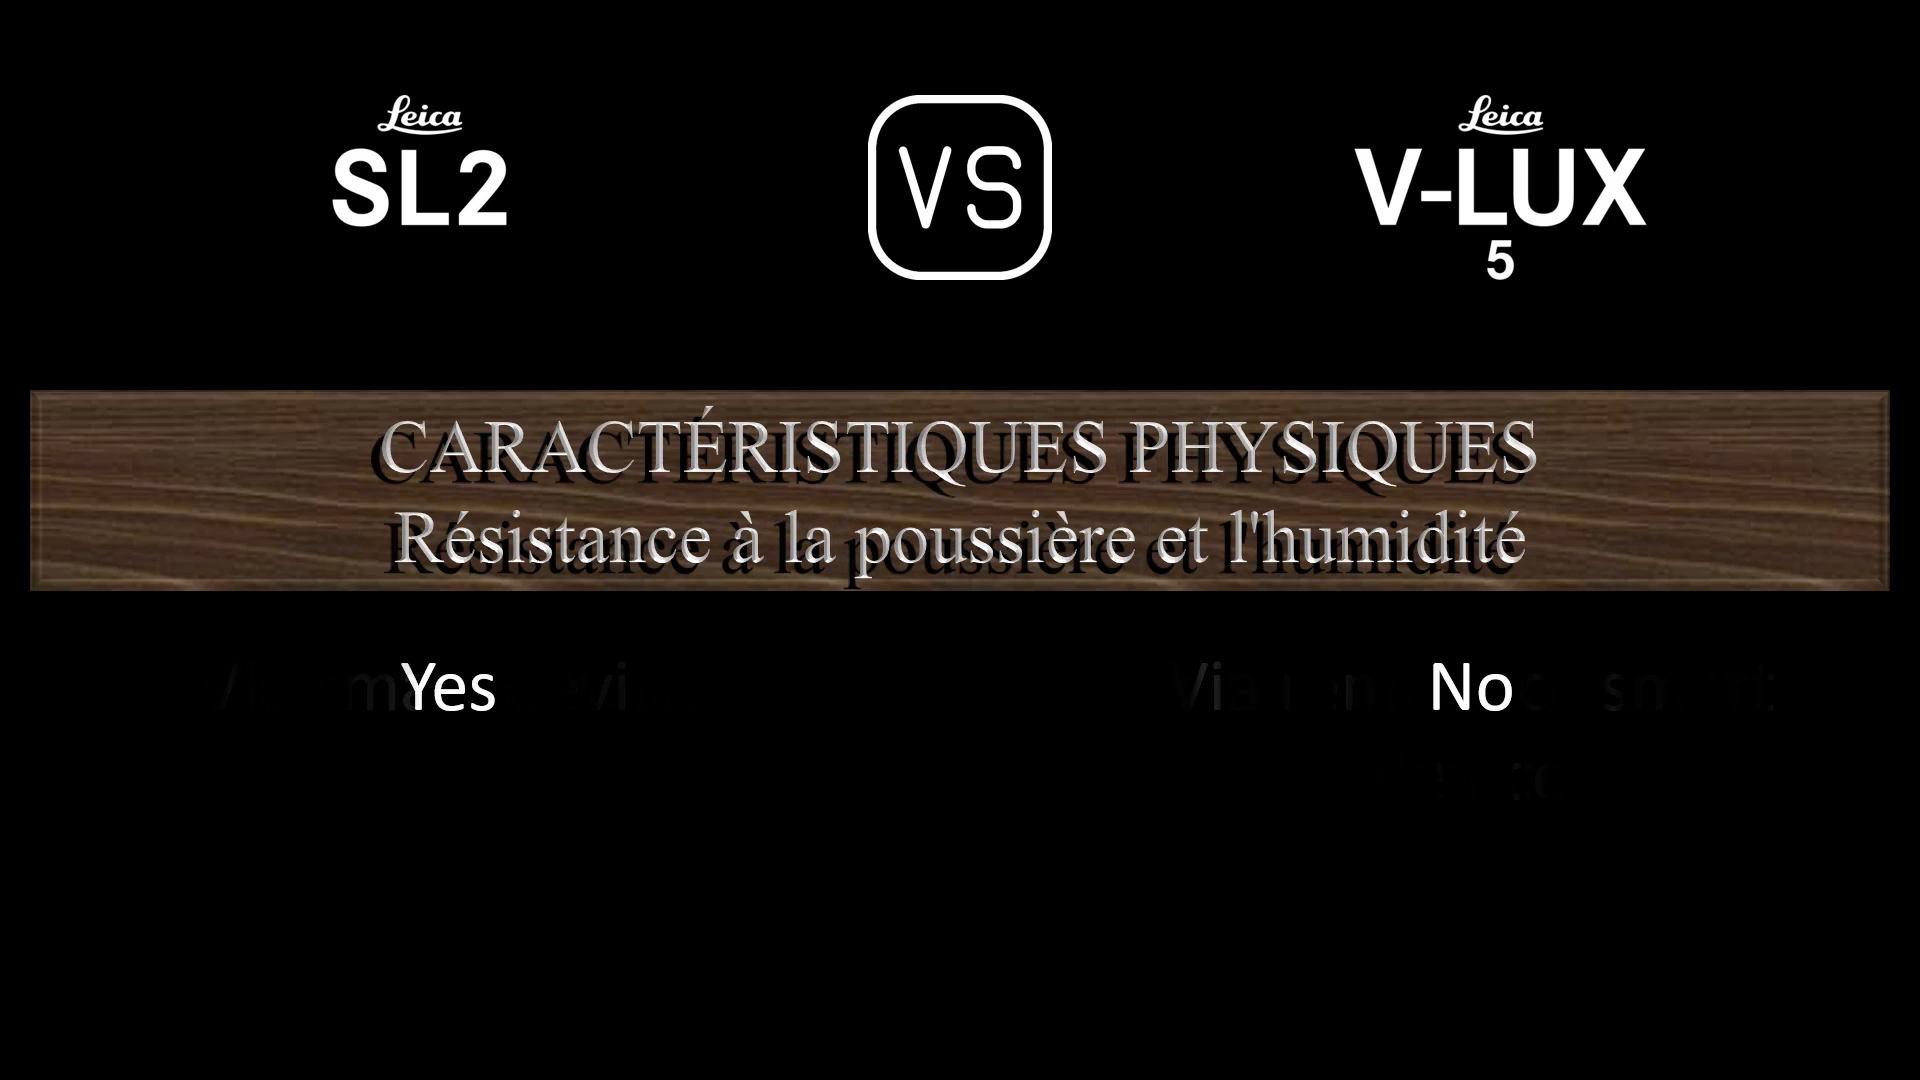 Leica
SL2
VS
Leica
V-LUX
5
CARACTÉRISTIQUES PHYSIQUES
Résistance à la poussière et l'humidité
Yes
No